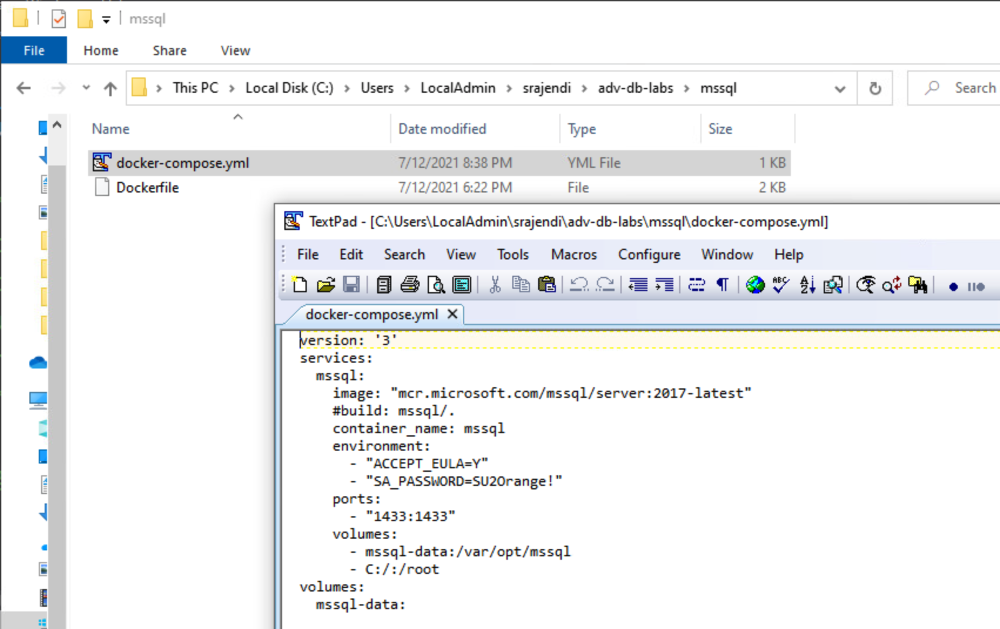 mssql
File Home Share View
This PC > Local Disk (C:) > Users > LocalAdmin > srajendi > adv-db-labs > mssql
Search
Name Date modified Type Size
docker-compose.yml 7/12/2021 8:38 PM YML File 1 KB
Dockerfile 7/12/2021 6:22 PM File 2 KB
TextPad - [C:\Users\LocalAdmin\srajendi\adv-db-labs\mssql\docker-compose.yml]
File Edit Search View Tools Macros Configure Window Help
docker-compose.yml
version: '3'
services:
  mssql:
    image: "mcr.microsoft.com/mssql/server:2017-latest"
    #build: mssql/.
    container_name: mssql
    environment:
      - "ACCEPT_EULA=Y"
      - "SA_PASSWORD=SU2Orange!"
    ports:
      - "1433:1433"
    volumes:
      - mssql-data:/var/opt/mssql
      - C:/:/root
volumes:
  mssql-data: